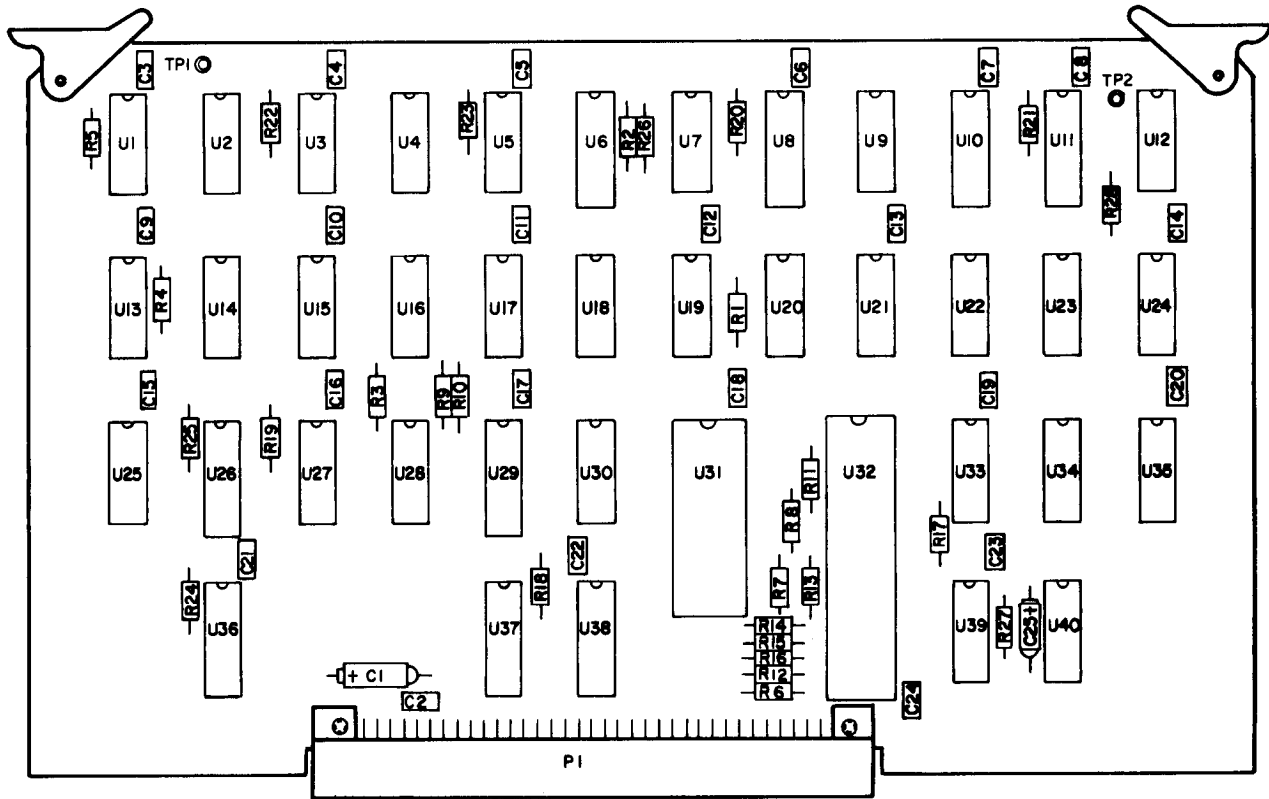 C3 C4 C5 C6 C7 C8
TP1 TP2
R5 R22 R23 R2 R26 R20 R21
U1 U2 U3 U4 U5 U6 U7 U8 U9 U10 U11 U12
R28
C9 C10 C11 C12 C13 C14
R4 R1
U13 U14 U15 U16 U17 U18 U19 U20 U21 U22 U23 U24
C15 C16 R3 R9 R10 C17 C18 C19 C20
R25 R19
U25 U26 U27 U28 U29 U30 U31 R11 U32 U33 U34 U35
R8 R17
C21 C22 C23
R24 R18 R7 R13
U36 U37 U38 U39 R27 C25+ U40
R14
R15
R16
+ C1 R12
C2 R6 C24
P1